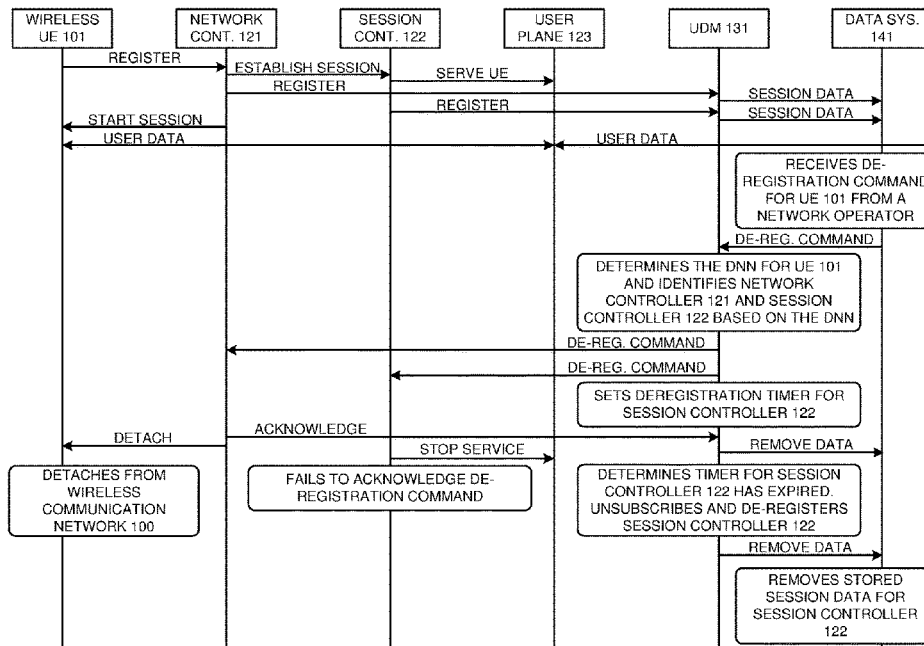 WIRELESS
UE 101
NETWORK
CONT. 121
SESSION
CONT. 122
USER
PLANE 123
UDM 131
DATA SYS.
141
REGISTER
ESTABLISH SESSION
SERVE UE
REGISTER
SESSION DATA
REGISTER
SESSION DATA
START SESSION
USER DATA
USER DATA
RECEIVES DE-
REGISTRATION COMMAND
FOR UE 101 FROM A
NETWORK OPERATOR
DE-REG. COMMAND
DETERMINES THE DNN FOR UE 101
AND IDENTIFIES NETWORK
CONTROLLER 121 AND SESSION
CONTROLLER 122 BASED ON THE DNN
DE-REG. COMMAND
DE-REG. COMMAND
SETS DEREGISTRATION TIMER FOR
SESSION CONTROLLER 122
ACKNOWLEDGE
DETACH
REMOVE DATA
STOP SERVICE
DETACHES FROM
WIRELESS
COMMUNICATION
NETWORK 100
FAILS TO ACKNOWLEDGE DE-
REGISTRATION COMMAND
DETERMINES TIMER FOR SESSION
CONTROLLER 122 HAS EXPIRED.
UNSUBSCRIBES AND DE-REGISTERS
SESSION CONTROLLER 122
REMOVE DATA
REMOVES STORED
SESSION DATA FOR
SESSION CONTROLLER
122